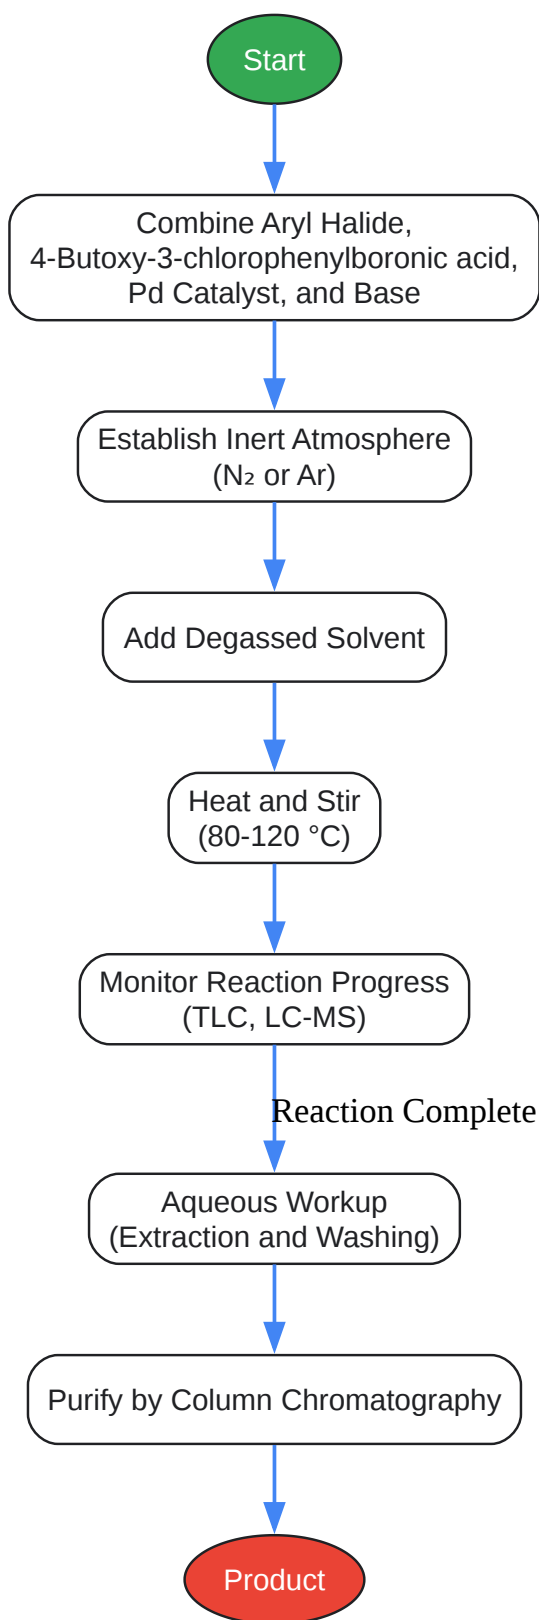 Start
Combine Aryl Halide,
4-Butoxy-3-chlorophenylboronic acid,
Pd Catalyst, and Base
Establish Inert Atmosphere
(N₂ or Ar)
Add Degassed Solvent
Heat and Stir
(80-120 °C)
Monitor Reaction Progress
(TLC, LC-MS)
Reaction Complete
Aqueous Workup
(Extraction and Washing)
Purify by Column Chromatography
Product